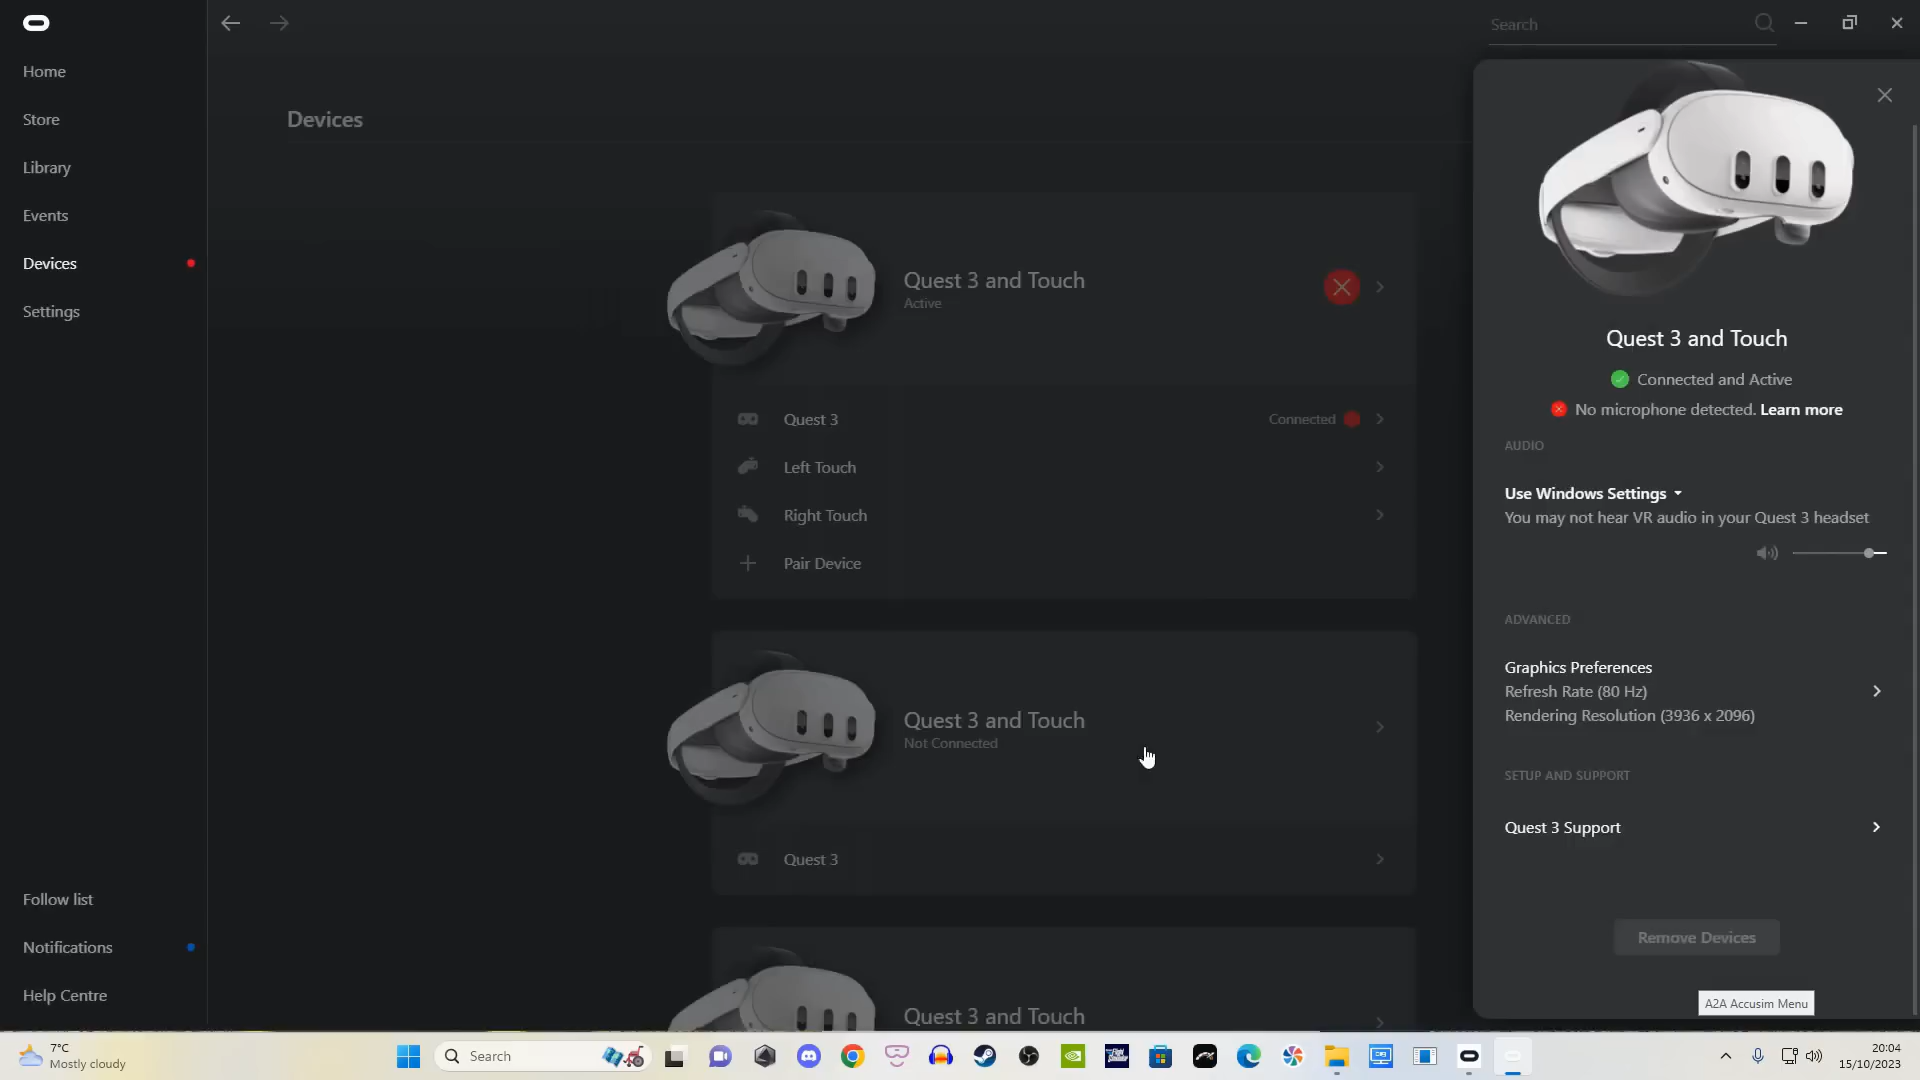 Search
Home
Store
Library
Events
Devices
Settings
Follow list
Notifications
Help Centre
Devices
Quest 3 and Touch
Active
Quest 3
Connected
Left Touch
Right Touch
Pair Device
Quest 3 and Touch
Not Connected
Quest 3
Quest 3 and Touch
Quest 3 and Touch
Connected and Active
No microphone detected. Learn more
AUDIO
Use Windows Settings
You may not hear VR audio in your Quest 3 headset
ADVANCED
Graphics Preferences
Refresh Rate (80 Hz)
Rendering Resolution (3936 x 2096)
SETUP AND SUPPORT
Quest 3 Support
Remove Devices
A2A Accusim Menu
7°C
Mostly cloudy
Search
20:04
15/10/2023